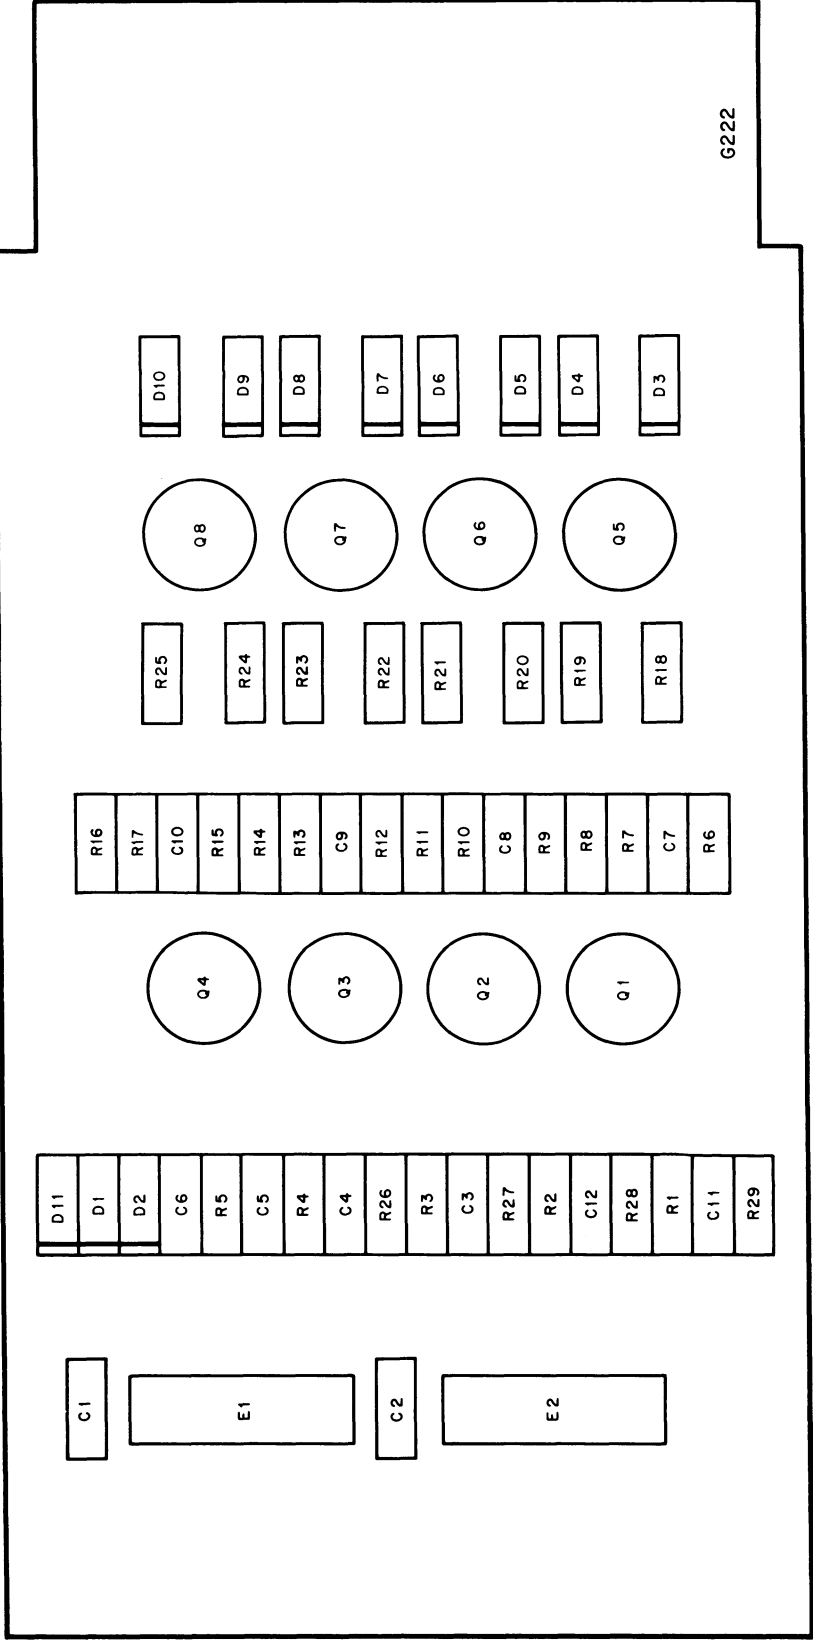 G222
D10 D9 D8 D7 D6 D5 D4 D3
Q8 Q7 Q6 Q5
R25 R24 R23 R22 R21 R20 R19 R18
R16 R17 C10 R15 R14 R13 C9 R12 R11 R10 C8 R9 R8 R7 C7 R6
Q4 Q3 Q2 Q1
D11 D1 D2 C6 R5 C5 R4 C4 R26 R3 C3 R27 R2 C12 R28 R1 C11 R29
C1 E1 C2 E2